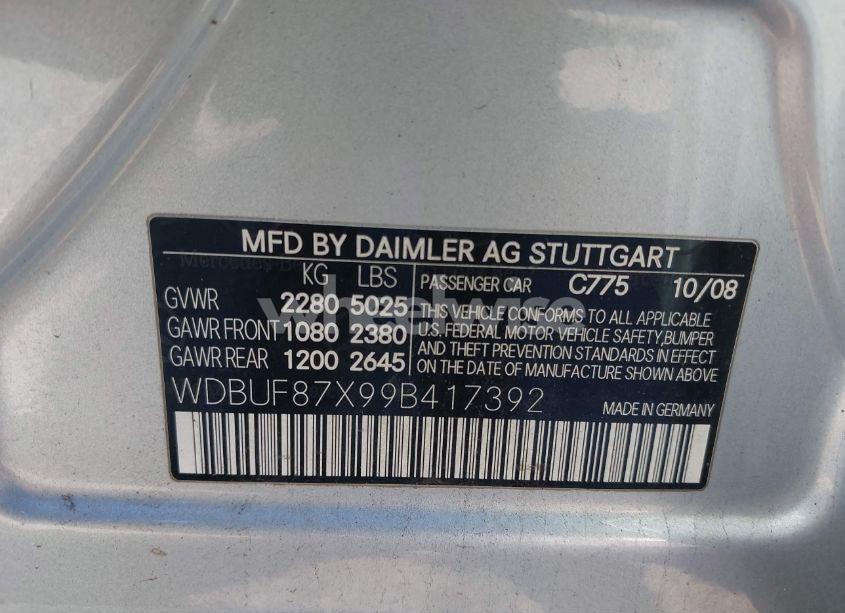 MFD BY DAIMLER AG STUTTGART
KG LBS
GVWR 2280 5025
GAWR FRONT 1080 2380
GAWR REAR 1200 2645
PASSENGER CAR C775 10/08
THIS VEHICLE CONFORMS TO ALL APPLICABLE
U.S. FEDERAL MOTOR VEHICLE SAFETY,BUMPER
AND THEFT PREVENTION STANDARDS IN EFFECT
ON THE DATE OF MANUFACTURE SHOWN ABOVE.
WDBUF87X99B417392 MADE IN GERMANY